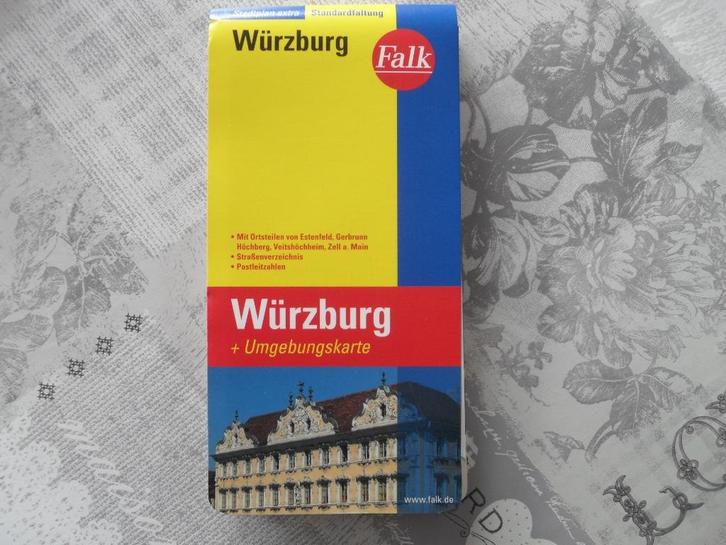 Stadtplan extra Standardfaltung
Würzburg
Falk
• Mit Ortsteilen von Estenfeld, Gerbrunn
Höchberg, Veitshöchheim, Zell a. Main
• Straßenverzeichnis
• Postleitzahlen
Würzburg
+ Umgebungskarte
www.falk.de
RD